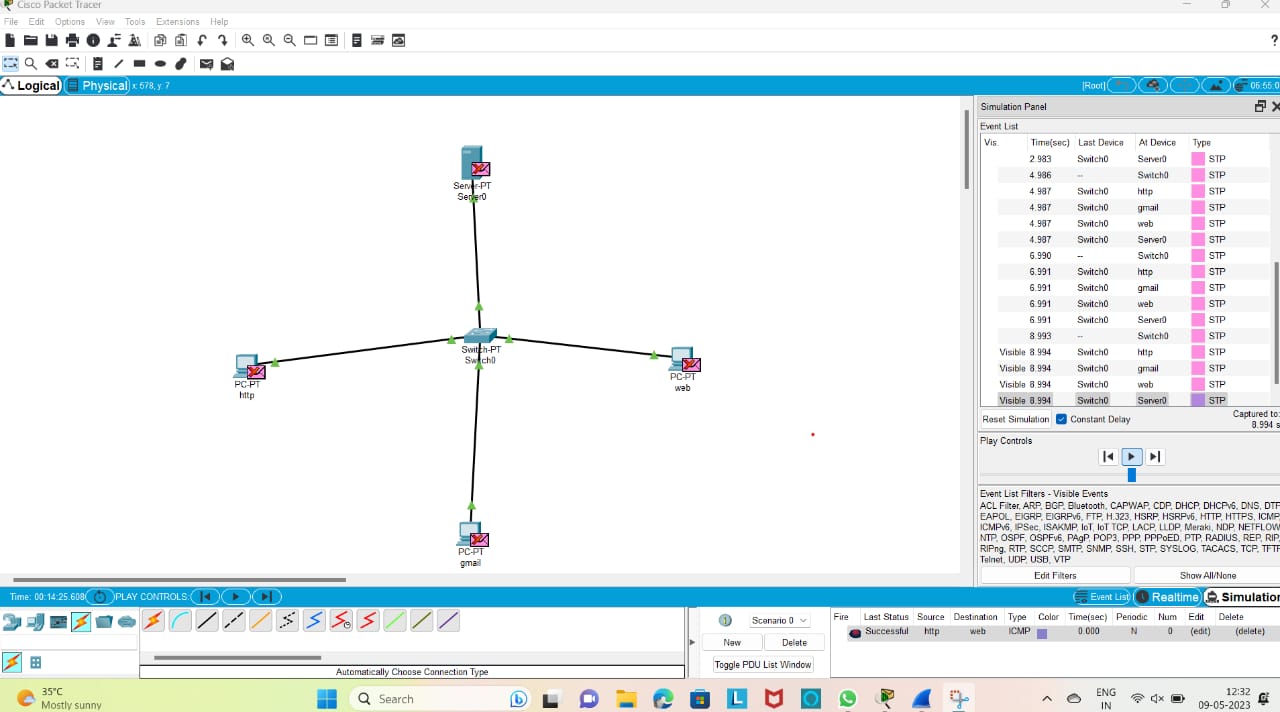 Cisco Packet Tracer
File Edit Options View Tools Extensions Help
?
Logical Physical x: 578, y: 7 [Root] 06:55:0
Simulation Panel
Event List
Vis. Time(sec) Last Device At Device Type
2.983 Switch0 Server0 STP
4.986 -- Switch0 STP
4.987 Switch0 http STP
4.987 Switch0 gmail STP
4.987 Switch0 web STP
4.987 Switch0 Server0 STP
6.990 -- Switch0 STP
6.991 Switch0 http STP
6.991 Switch0 gmail STP
6.991 Switch0 web STP
6.991 Switch0 Server0 STP
8.993 -- Switch0 STP
Visible 8.994 Switch0 http STP
Visible 8.994 Switch0 gmail STP
Visible 8.994 Switch0 web STP
Visible 8.994 Switch0 Server0 STP
Reset Simulation Constant Delay Captured to:
8.994 s
Play Controls
Event List Filters - Visible Events
ACL Filter, ARP, BGP, Bluetooth, CAPWAP, CDP, DHCP, DHCPv6, DNS, DTP
EAPOL, EIGRP, EIGRPv6, FTP, H.323, HSRP, HSRPv6, HTTP, HTTPS, ICMP
ICMPv6, IPSec, ISAKMP, IoT, IoT TCP, LACP, LLDP, Meraki, NDP, NETFLOW
NTP, OSPF, OSPFv6, PAgP, POP3, PPP, PPPoED, PTP, RADIUS, REP, RIP,
RIPng, RTP, SCCP, SMTP, SNMP, SSH, STP, SYSLOG, TACACS, TCP, TFT
Telnet, UDP, USB, VTP
Edit Filters Show All/None
Server-PT
Server0
Switch-PT
Switch0
PC-PT
http
PC-PT
web
PC-PT
gmail
Time: 00:14:25.608 PLAY CONTROLS: Event List Realtime Simulation
Automatically Choose Connection Type
1 Scenario 0
New Delete
Toggle PDU List Window
Fire Last Status Source Destination Type Color Time(sec) Periodic Num Edit Delete
Successful http web ICMP 0.000 N 0 (edit) (delete)
35°C
Mostly sunny
Search
L
ENG
IN
12:32
09-05-2023